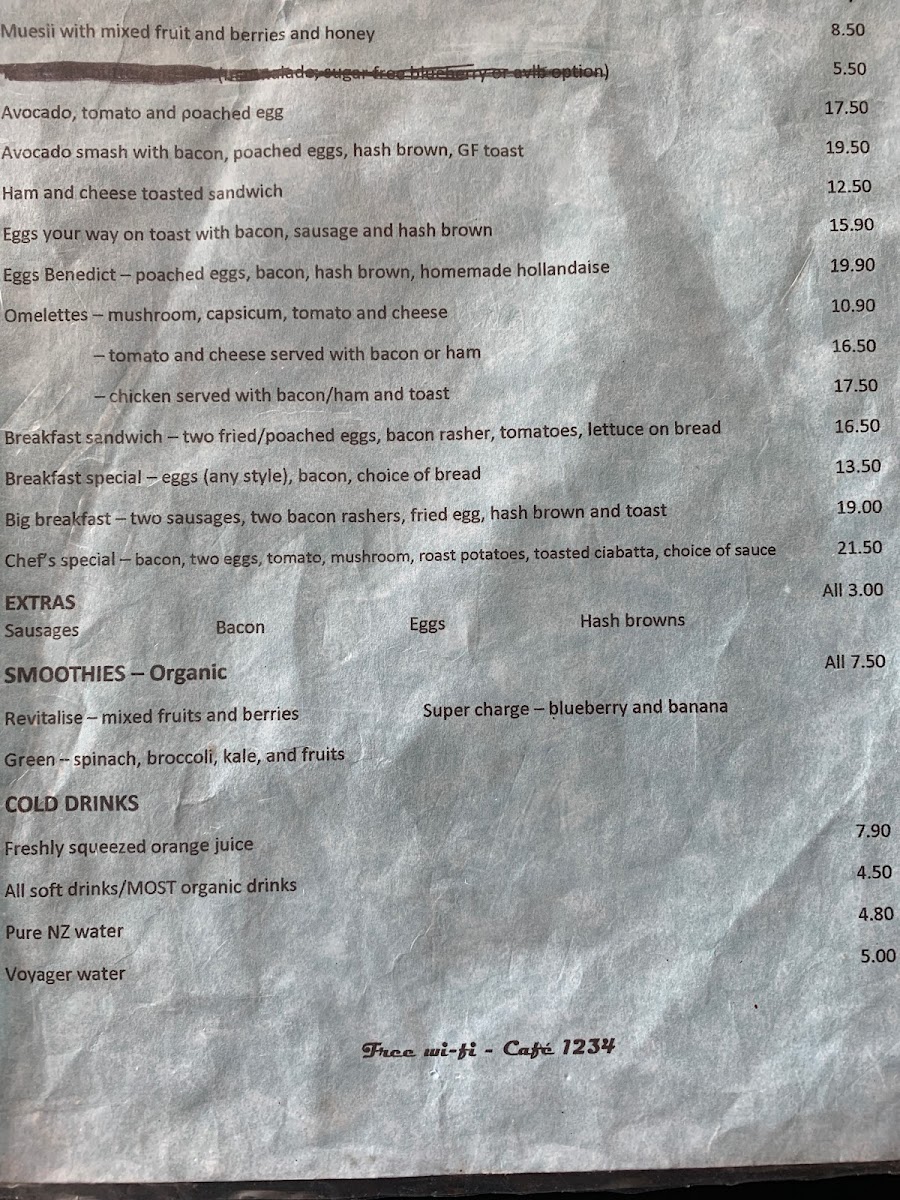 Muesli with mixed fruit and berries and honey 8.50
sugar free blueberry or option) 5.50
Avocado, tomato and poached egg 17.50
Avocado smash with bacon, poached eggs, hash brown, GF toast 19.50
Ham and cheese toasted sandwich 12.50
Eggs your way on toast with bacon, sausage and hash brown 15.90
Eggs Benedict – poached eggs, bacon, hash brown, homemade hollandaise 19.90
Omelettes – mushroom, capsicum, tomato and cheese 10.90
– tomato and cheese served with bacon or ham 16.50
– chicken served with bacon/ham and toast 17.50
Breakfast sandwich – two fried/poached eggs, bacon rasher, tomatoes, lettuce on bread 16.50
Breakfast special – eggs (any style), bacon, choice of bread 13.50
Big breakfast – two sausages, two bacon rashers, fried egg, hash brown and toast 19.00
Chef's special – bacon, two eggs, tomato, mushroom, roast potatoes, toasted ciabatta, choice of sauce 21.50
EXTRAS All 3.00
Sausages Bacon Eggs Hash browns
SMOOTHIES – Organic All 7.50
Revitalise – mixed fruits and berries Super charge – blueberry and banana
Green – spinach, broccoli, kale, and fruits
COLD DRINKS
Freshly squeezed orange juice 7.90
All soft drinks/MOST organic drinks 4.50
Pure NZ water 4.80
Voyager water 5.00
Free wi-fi - Café 1234